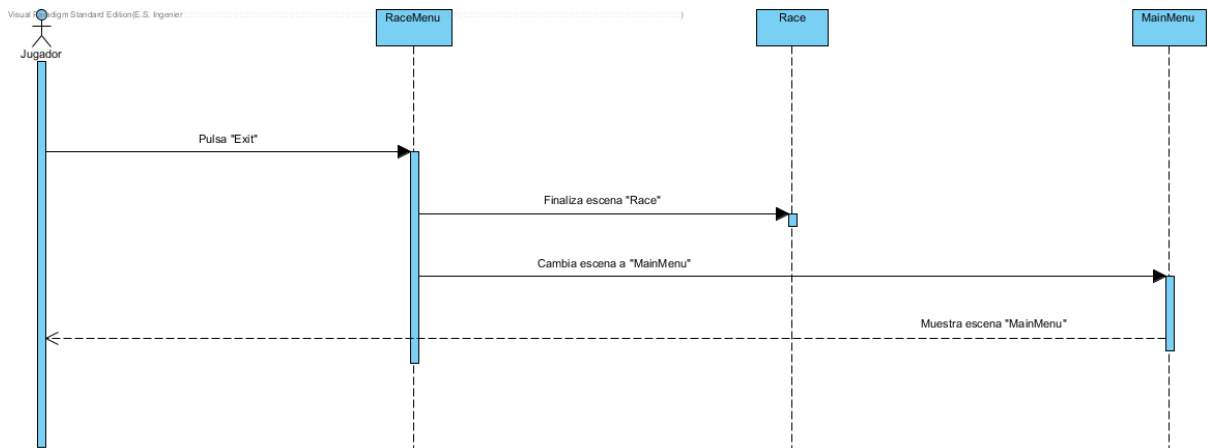 Visual Paradigm Standard Edition(E.S. Ingenier
RaceMenu
Race
MainMenu
Jugador
Pulsa "Exit"
Finaliza escena "Race"
Cambia escena a "MainMenu"
Muestra escena "MainMenu"